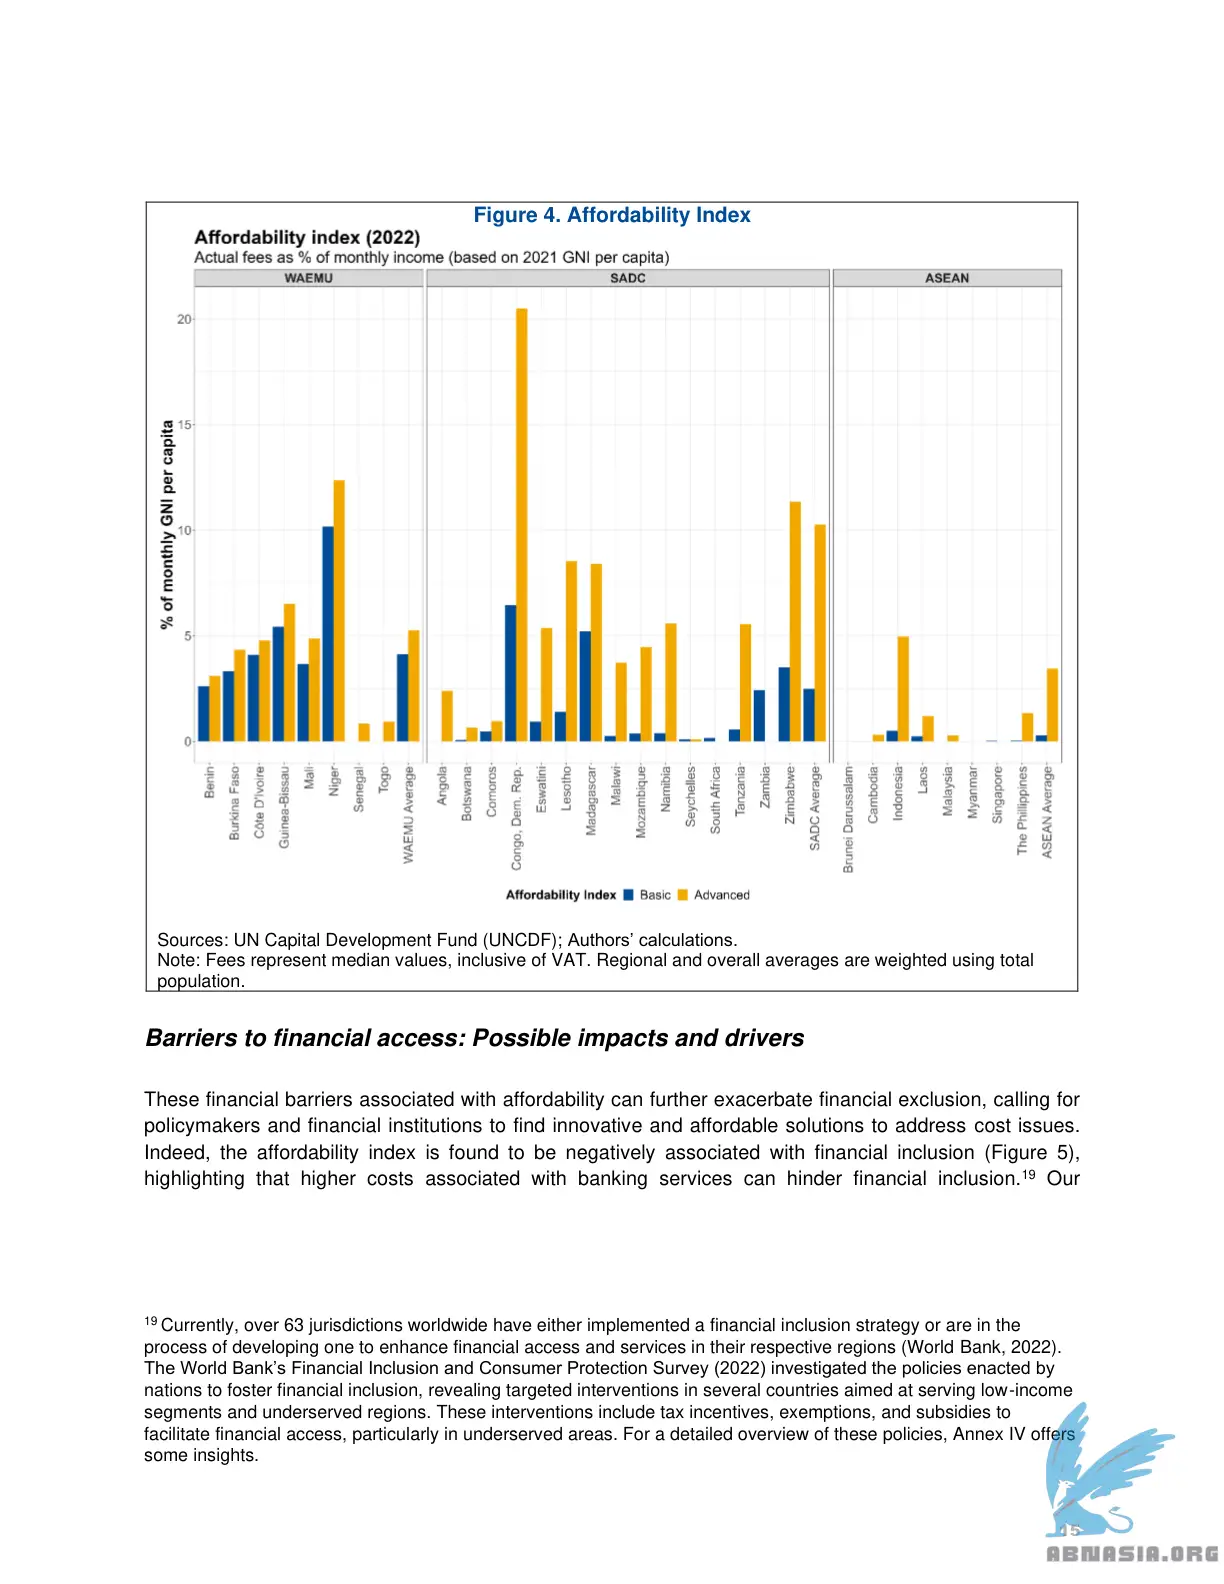 Figure 4. Affordability Index
Affordability index (2022)
Actual fees as % of monthly income (based on 2021 GNI per capita)
WAEMU
SADC
ASEAN
% of monthly GNI per capita
20
15
10
5
0
Benin
Burkina Faso
Côte D'Ivoire
Guinea-Bissau
Mali
Niger
Senegal
Togo
WAEMU Average
Angola
Botswana
Comoros
Congo, Dem. Rep.
Eswatini
Lesotho
Madagascar
Malawi
Mozambique
Namibia
Seychelles
South Africa
Tanzania
Zambia
Zimbabwe
SADC Average
Brunei Darussalam
Cambodia
Indonesia
Laos
Malaysia
Myanmar
Singapore
The Phillippines
ASEAN Average
Affordability Index Basic Advanced
Sources: UN Capital Development Fund (UNCDF); Authors’ calculations.
Note: Fees represent median values, inclusive of VAT. Regional and overall averages are weighted using total
population.
Barriers to financial access: Possible impacts and drivers
These financial barriers associated with affordability can further exacerbate financial exclusion, calling for
policymakers and financial institutions to find innovative and affordable solutions to address cost issues.
Indeed, the affordability index is found to be negatively associated with financial inclusion (Figure 5),
highlighting that higher costs associated with banking services can hinder financial inclusion.19 Our
19 Currently, over 63 jurisdictions worldwide have either implemented a financial inclusion strategy or are in the
process of developing one to enhance financial access and services in their respective regions (World Bank, 2022).
The World Bank’s Financial Inclusion and Consumer Protection Survey (2022) investigated the policies enacted by
nations to foster financial inclusion, revealing targeted interventions in several countries aimed at serving low-income
segments and underserved regions. These interventions include tax incentives, exemptions, and subsidies to
facilitate financial access, particularly in underserved areas. For a detailed overview of these policies, Annex IV offers
some insights.
15
ABNASIA.ORG